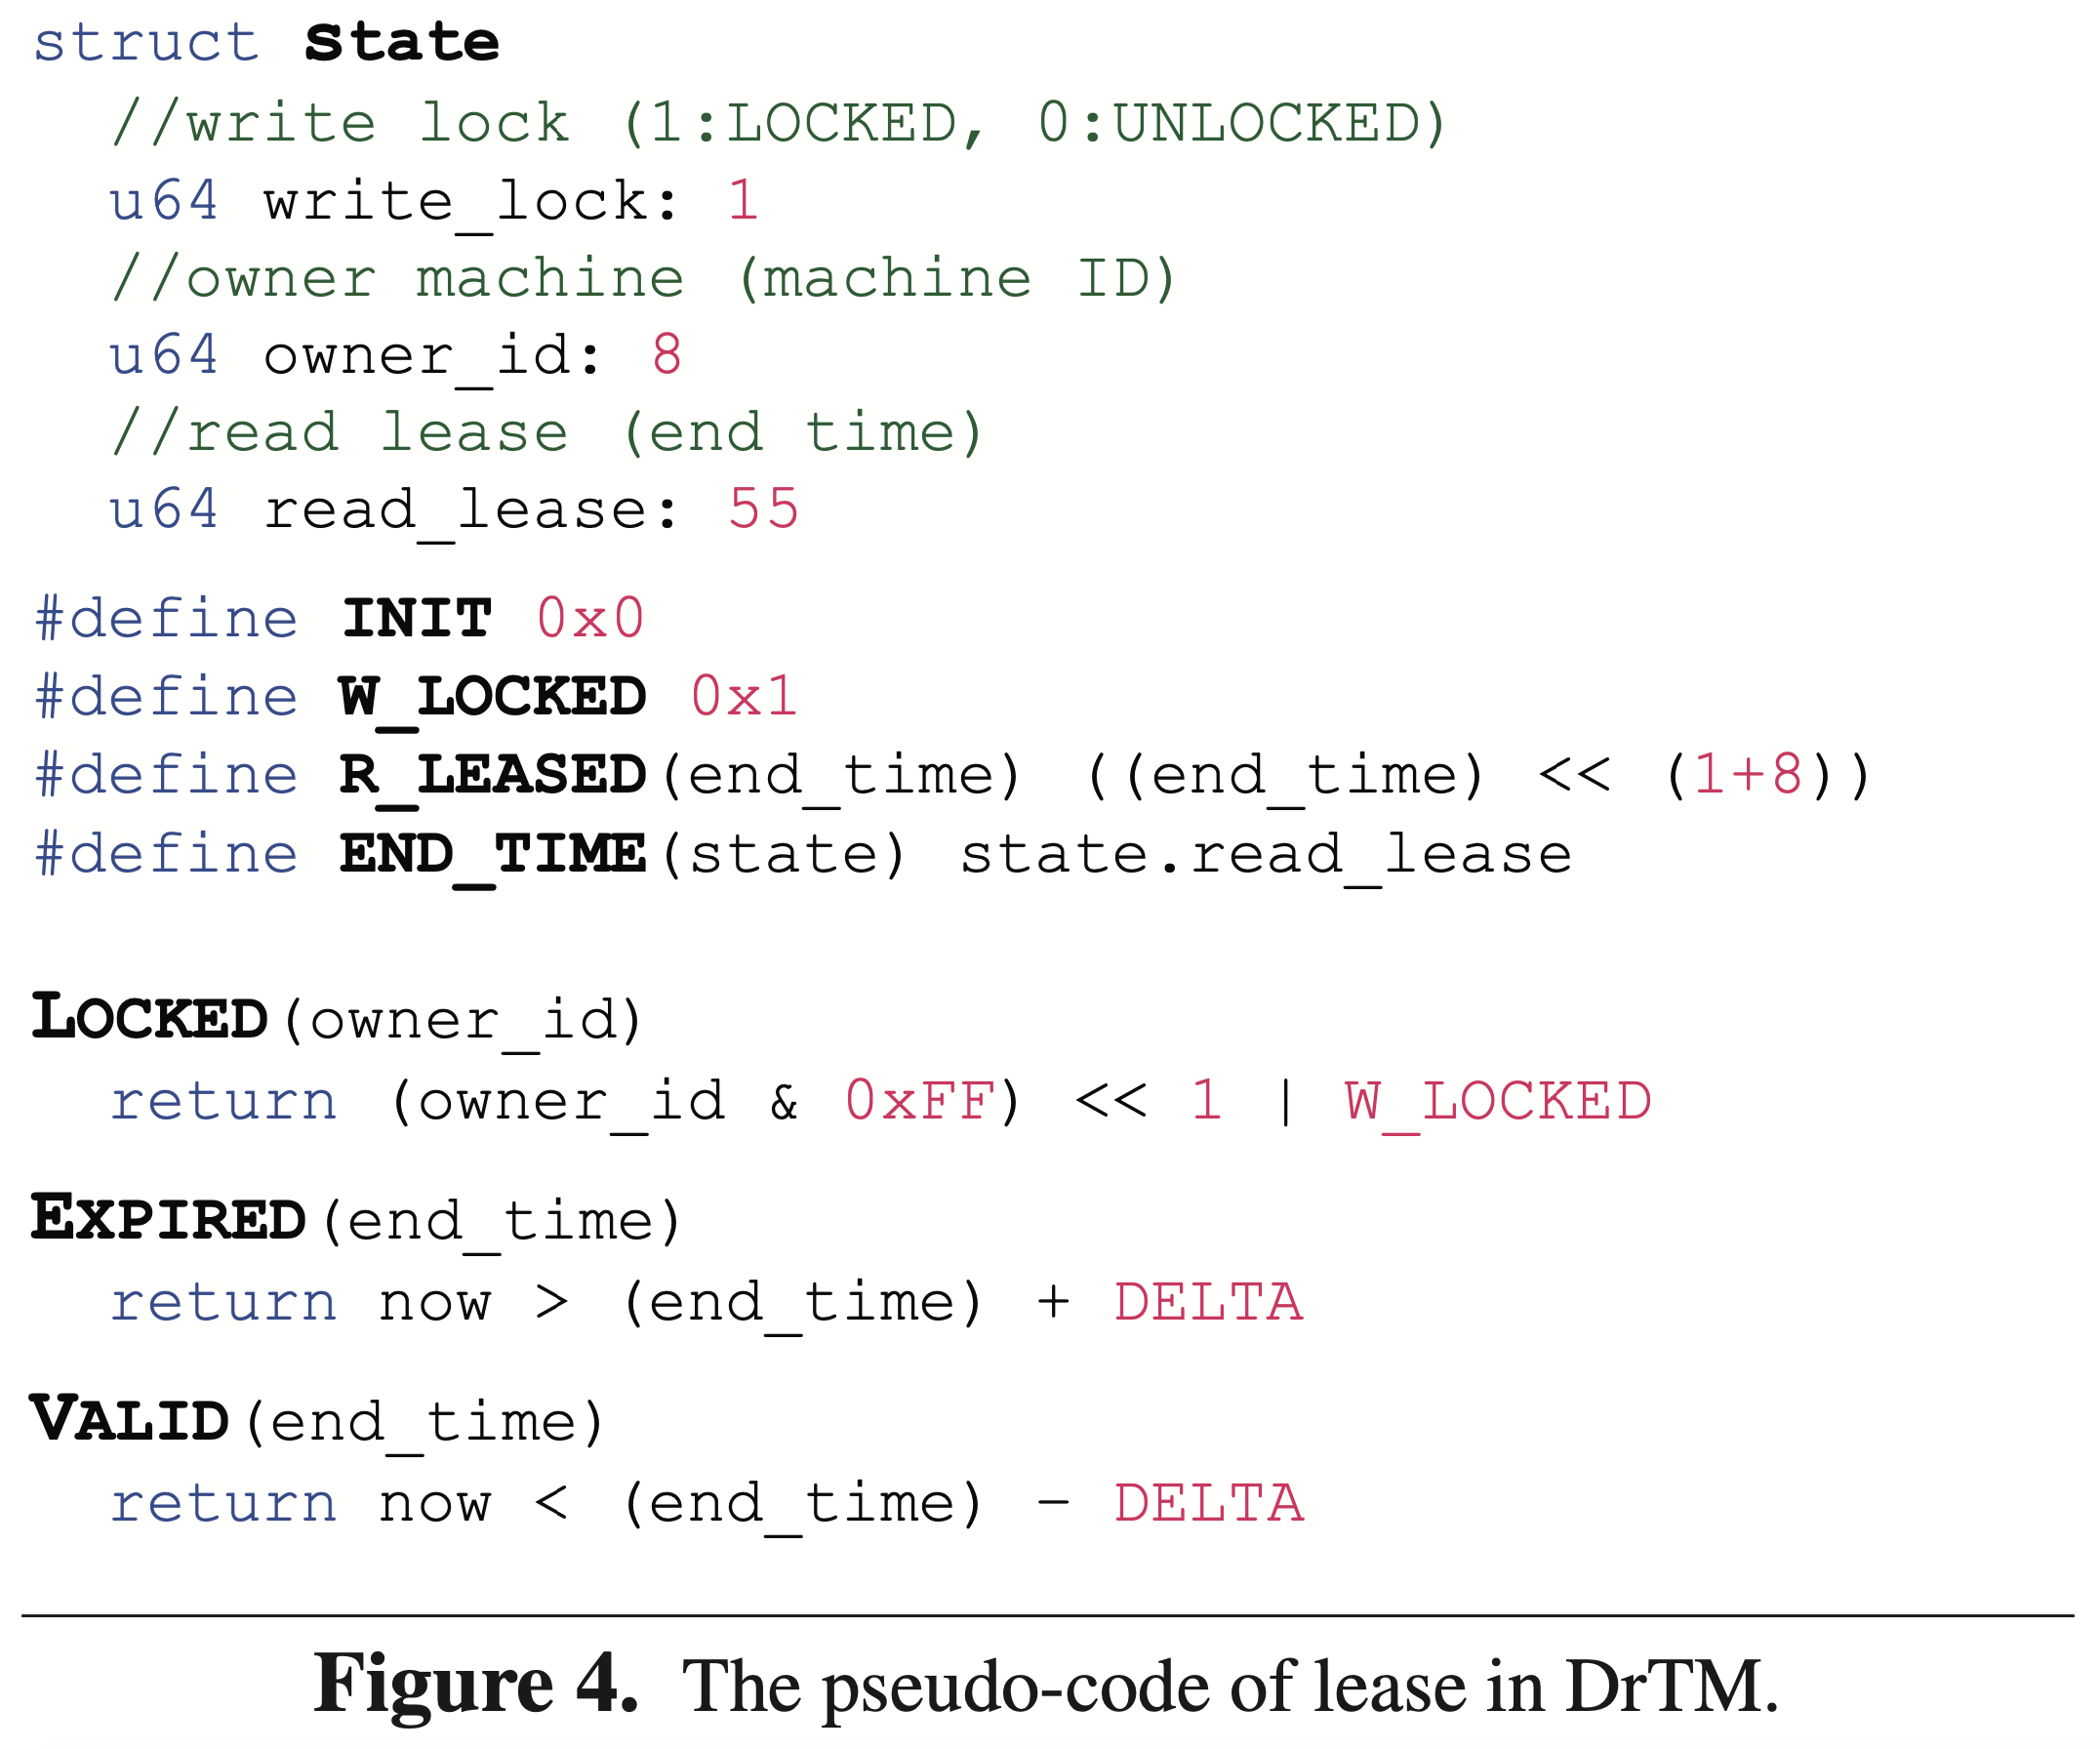 struct State
//write lock (1:LOCKED, 0:UNLOCKED)
u64 write_lock: 1
//owner machine (machine ID)
u64 owner_id: 8
//read lease (end time)
u64 read_lease: 55
#define INIT 0x0
#define W_LOCKED 0x1
#define R_LEASED(end_time) ((end_time) << (1+8))
#define END_TIME(state) state.read_lease
LOCKED(owner_id)
return (owner_id & 0xFF) << 1 | W_LOCKED
EXPIRED(end_time)
return now > (end_time) + DELTA
VALID(end_time)
return now < (end_time) - DELTA
Figure 4. The pseudo-code of lease in DrTM.